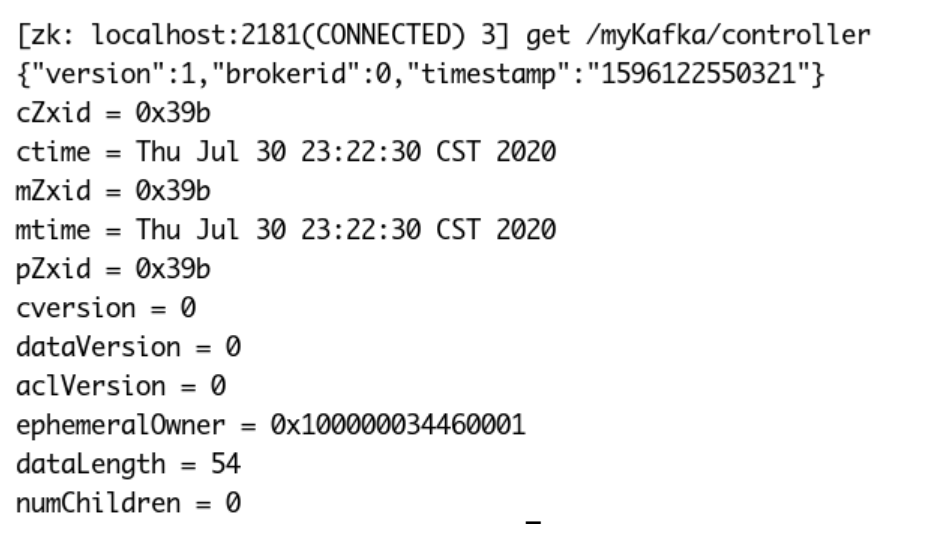 [zk: localhost:2181(CONNECTED) 3] get /myKafka/controller
{"version":1,"brokerid":0,"timestamp":"1596122550321"}
cZxid = 0x39b
ctime = Thu Jul 30 23:22:30 CST 2020
mZxid = 0x39b
mtime = Thu Jul 30 23:22:30 CST 2020
pZxid = 0x39b
cversion = 0
dataVersion = 0
aclVersion = 0
ephemeralOwner = 0x100000034460001
dataLength = 54
numChildren = 0